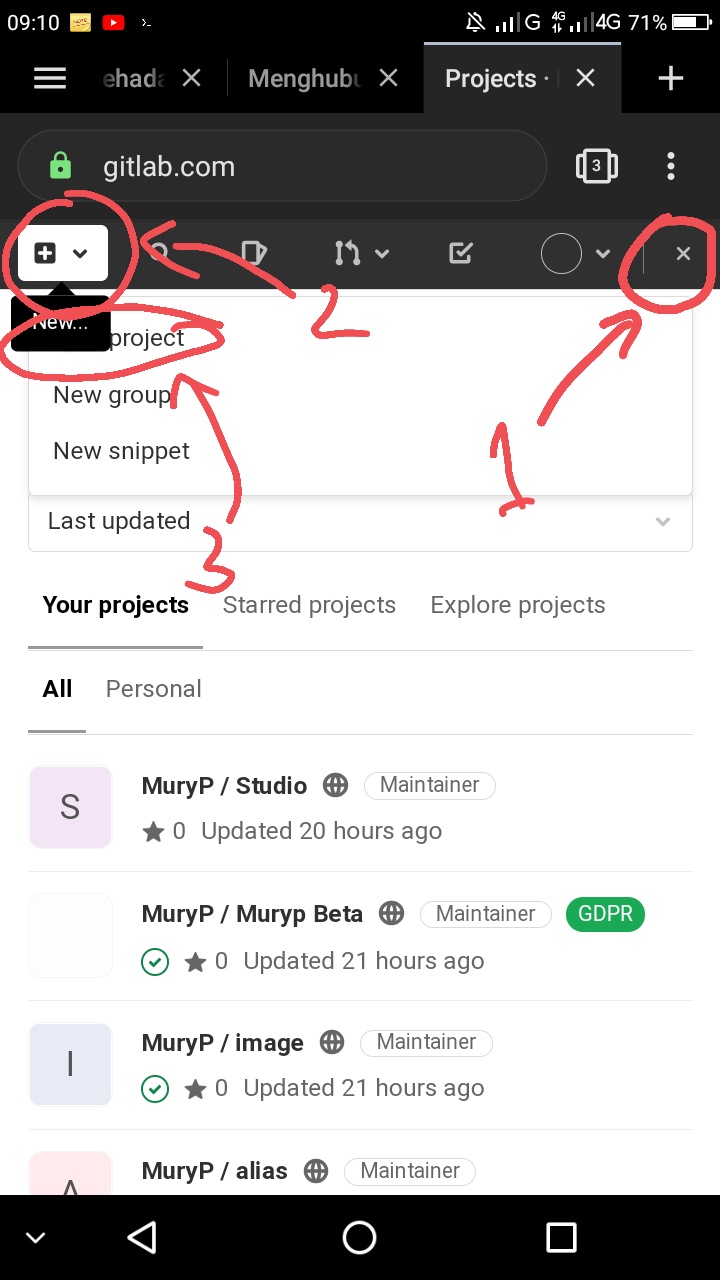 09:10 G 4G 4G 71%
ehada Menghubu Projects ·
gitlab.com 3
2
New...
project
New group
1
New snippet
Last updated
3
Your projects Starred projects Explore projects
All Personal
S MuryP / Studio Maintainer
0 Updated 20 hours ago
MuryP / Muryp Beta Maintainer GDPR
0 Updated 21 hours ago
I MuryP / image Maintainer
0 Updated 21 hours ago
A MuryP / alias Maintainer